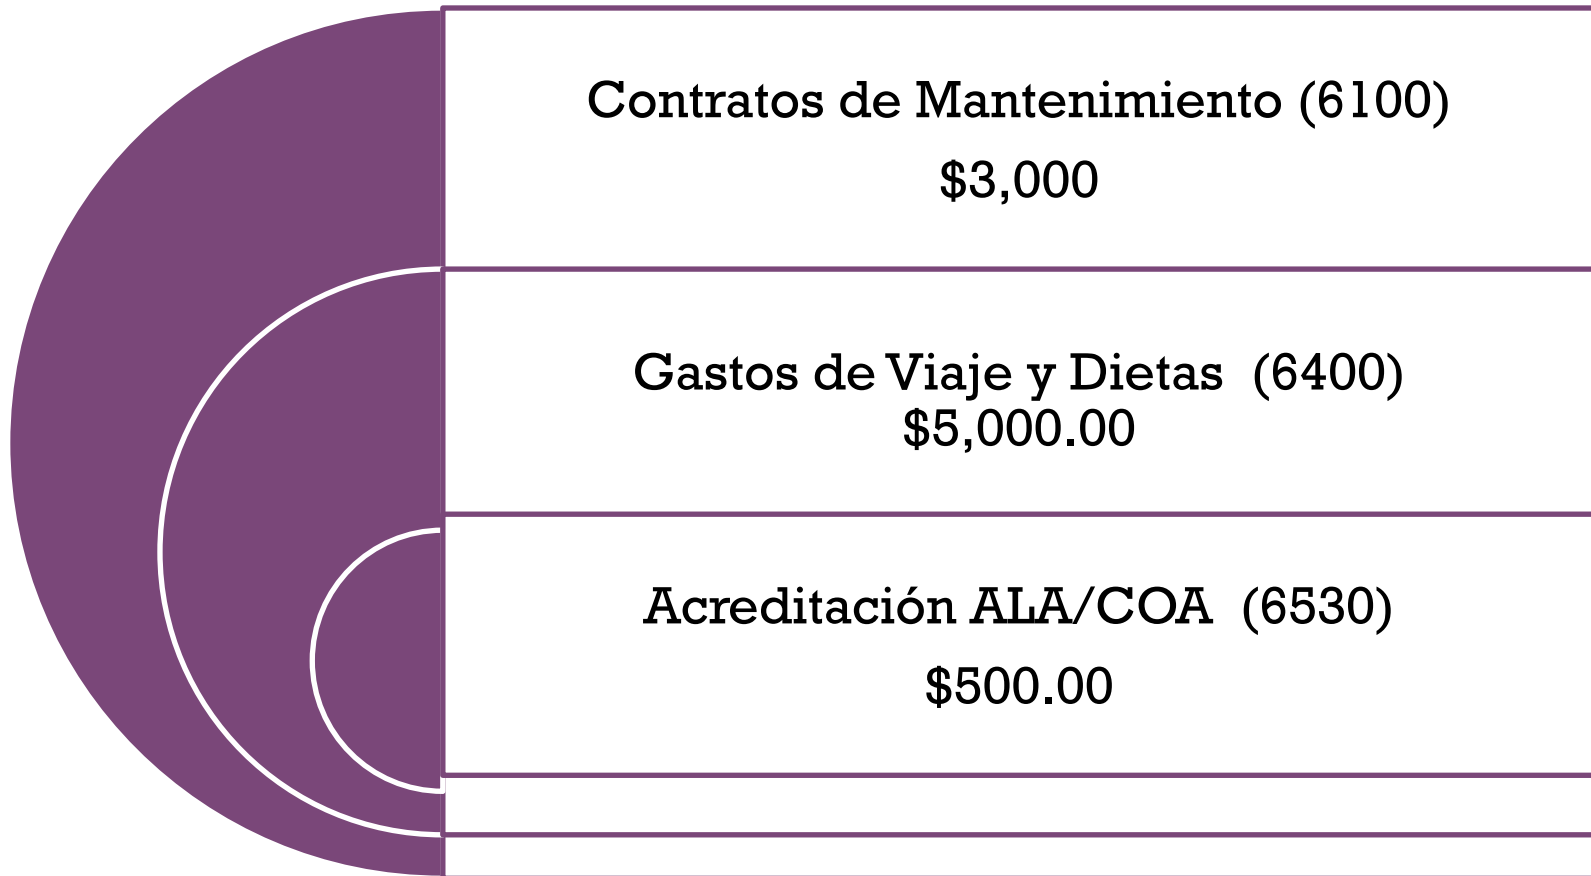 Contratos de Mantenimiento (6100)
$3,000
Gastos de Viaje y Dietas (6400)
$5,000.00
Acreditación ALA/COA (6530)
$500.00